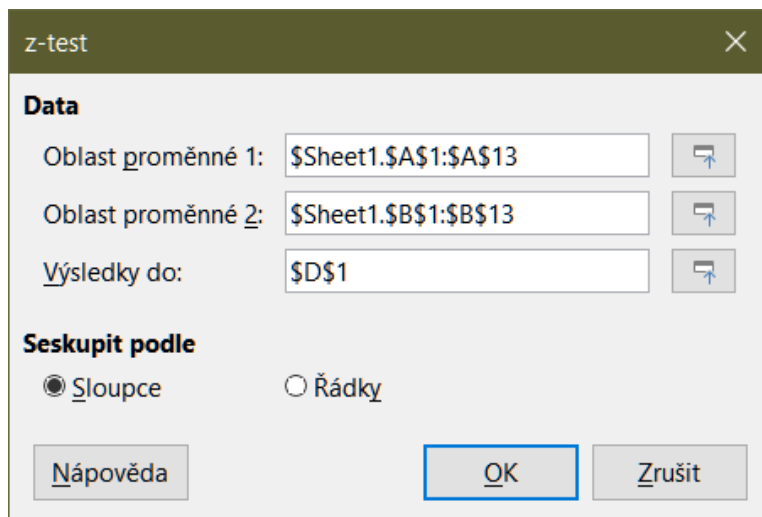 z-test
Data
Oblast proměnné 1: $Sheet1.$A$1:$A$13
Oblast proměnné 2: $Sheet1.$B$1:$B$13
Výsledky do: $D$1
Seskupit podle
Sloupce Řádky
Nápověda OK Zrušit